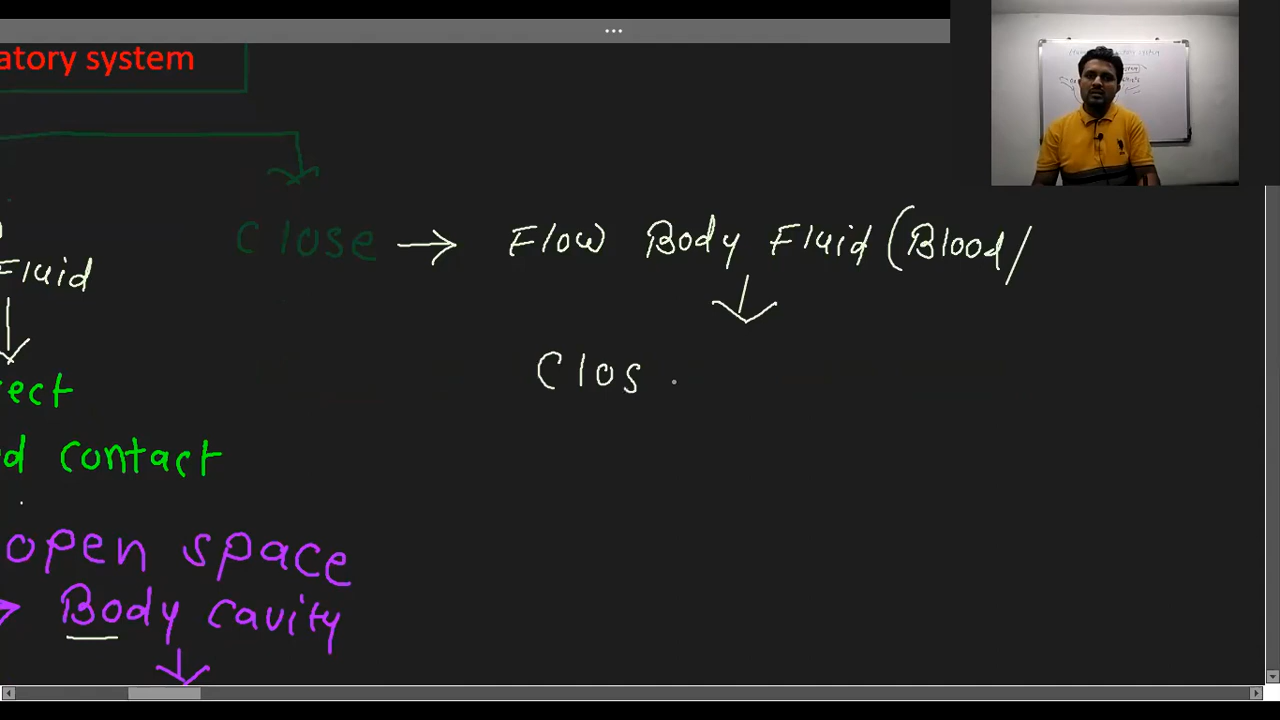 atory system
Close → Flow Body Fluid (Blood/
Fluid
Clos
ect
d contact
open space
→ Body cavity